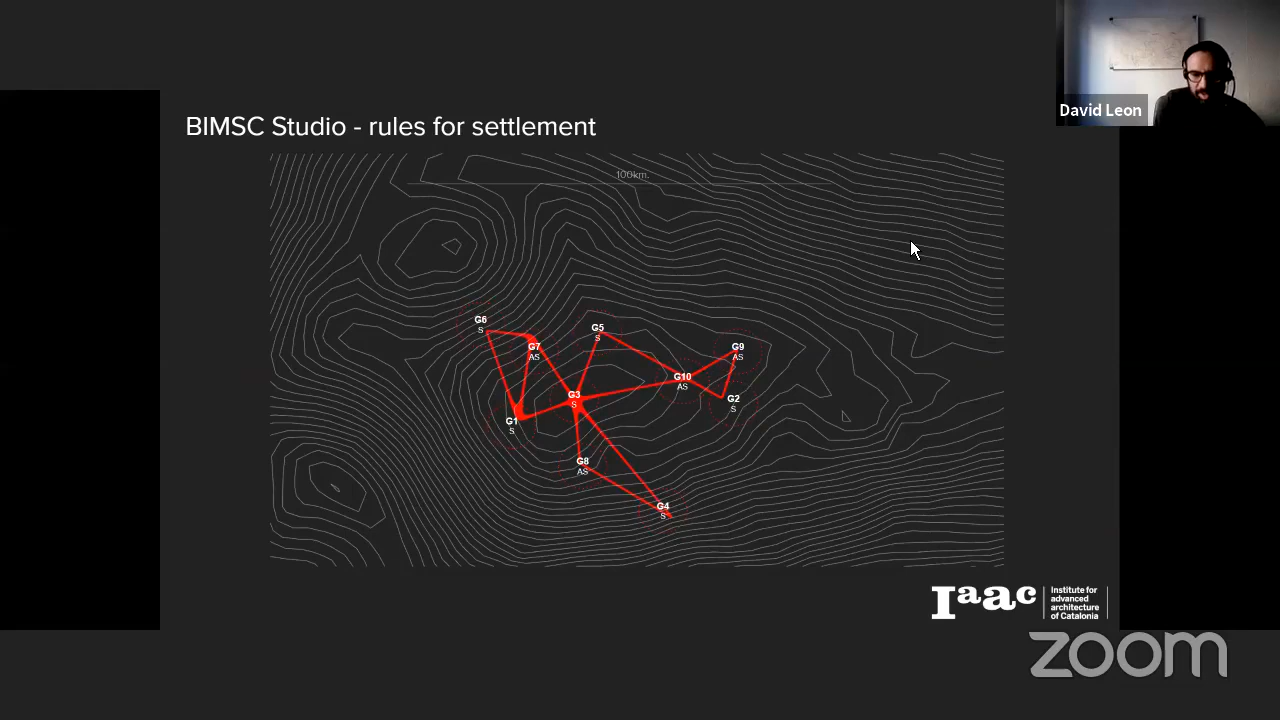 David Leon
BIMSC Studio - rules for settlement
100km.
G6
S
G5
S
G7
AS
G9
AS
G10
AS
G3
S
G2
S
G1
S
G8
AS
G4
S
Iaac
Institute for
advanced
architecture
of Catalonia
zoom